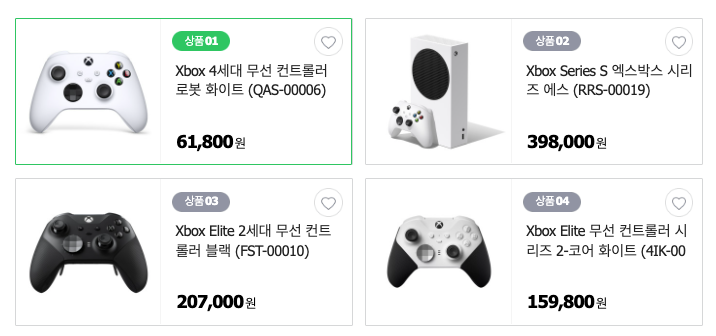 상품01
Xbox 4세대 무선 컨트롤러
로봇 화이트 (QAS-00006)
61,800원
상품02
Xbox Series S 엑스박스 시리
즈 에스 (RRS-00019)
398,000원
상품03
Xbox Elite 2세대 무선 컨트
롤러 블랙 (FST-00010)
207,000원
상품04
Xbox Elite 무선 컨트롤러 시
리즈 2-코어 화이트 (4IK-00
159,800원